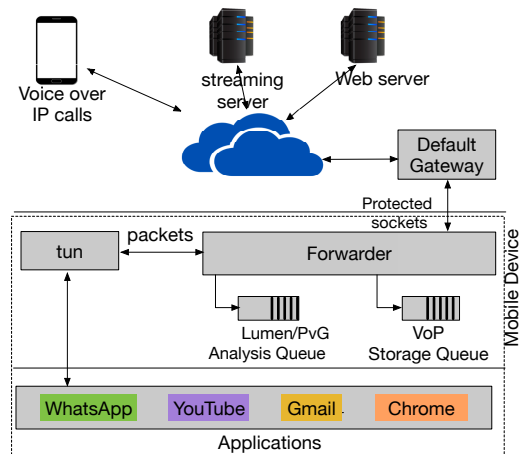 Voice over
IP calls
streaming
server
Web server
Default
Gateway
Protected
sockets
tun
packets
Forwarder
Lumen/PvG
Analysis Queue
VoP
Storage Queue
Mobile Device
WhatsApp
YouTube
Gmail
Chrome
Applications